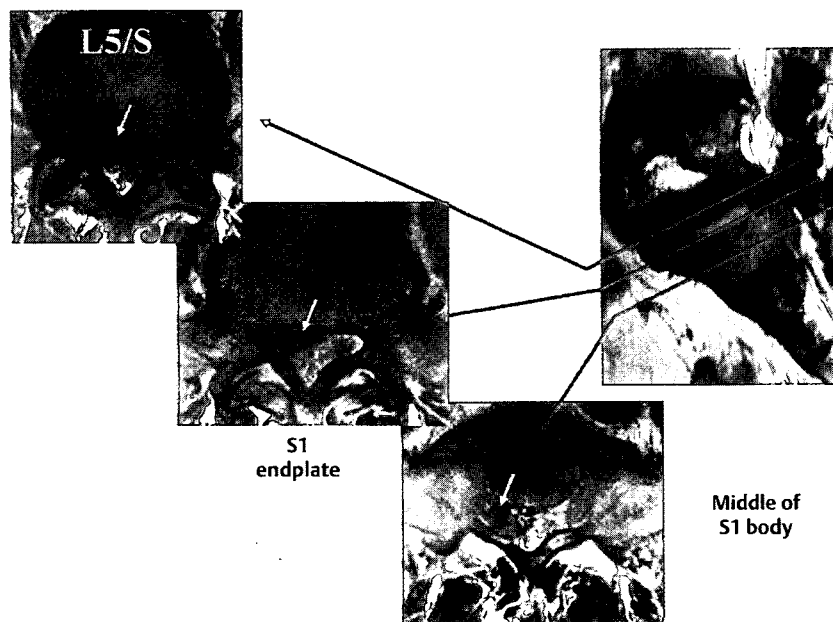 L5/S
S1
endplate
Middle of
S1 body